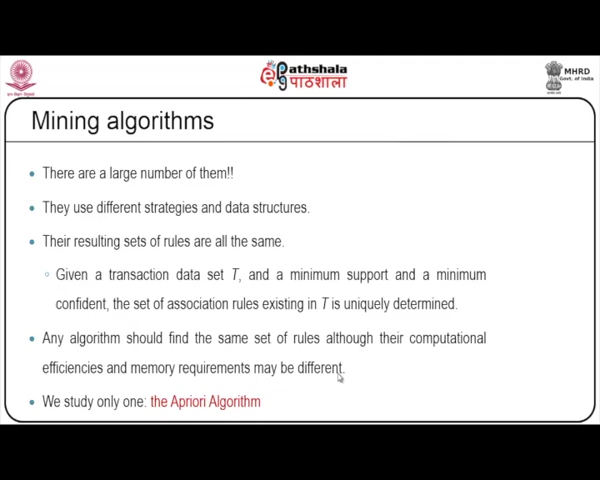 Pathshala
पाठशाला
MHRD
Govt. of India
Mining algorithms
There are a large number of them!!
They use different strategies and data structures.
Their resulting sets of rules are all the same.
Given a transaction data set T, and a minimum support and a minimum
confident, the set of association rules existing in T is uniquely determined.
Any algorithm should find the same set of rules although their computational
efficiencies and memory requirements may be different.
We study only one: the Apriori Algorithm